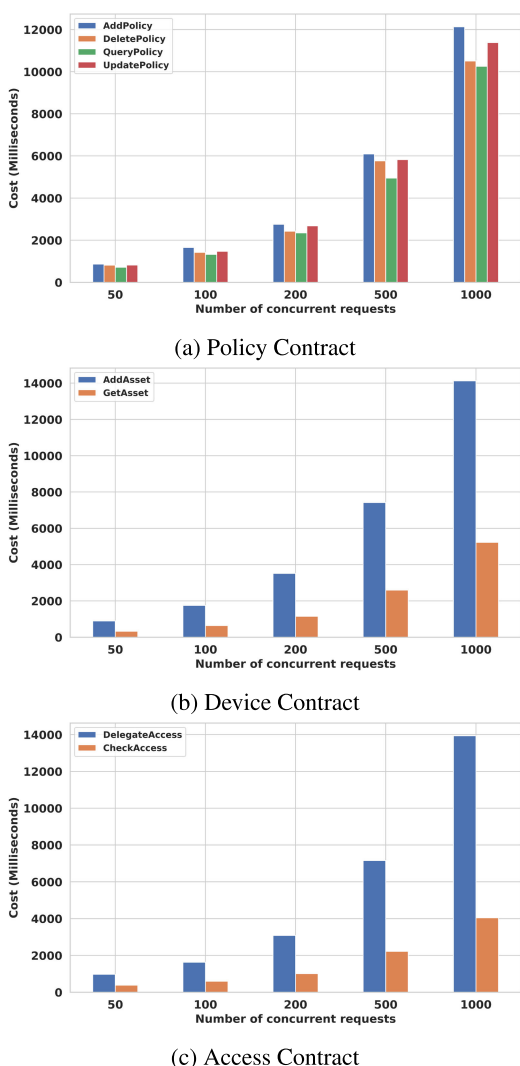 AddPolicy
DeletePolicy
QueryPolicy
UpdatePolicy
12000
10000
8000
6000
4000
2000
0
Cost (Milliseconds)
50 100 200 500 1000
Number of concurrent requests
(a) Policy Contract
AddAsset
GetAsset
14000
12000
10000
8000
6000
4000
2000
0
Cost (Milliseconds)
50 100 200 500 1000
Number of concurrent requests
(b) Device Contract
DelegateAccess
CheckAccess
14000
12000
10000
8000
6000
4000
2000
0
Cost (Milliseconds)
50 100 200 500 1000
Number of concurrent requests
(c) Access Contract